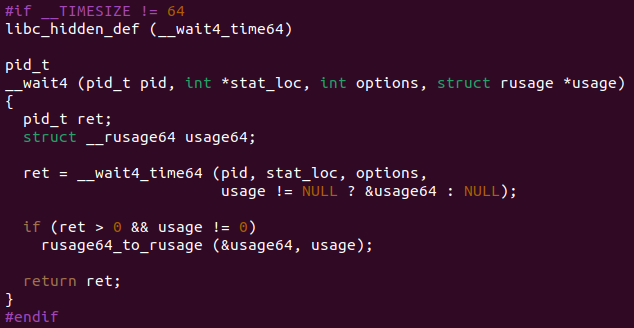 #if __TIMESIZE != 64
libc_hidden_def (__wait4_time64)

pid_t
__wait4 (pid_t pid, int *stat_loc, int options, struct rusage *usage)
{
  pid_t ret;
  struct __rusage64 usage64;

  ret = __wait4_time64 (pid, stat_loc, options,
                        usage != NULL ? &usage64 : NULL);

  if (ret > 0 && usage != 0)
    rusage64_to_rusage (&usage64, usage);

  return ret;
}
#endif